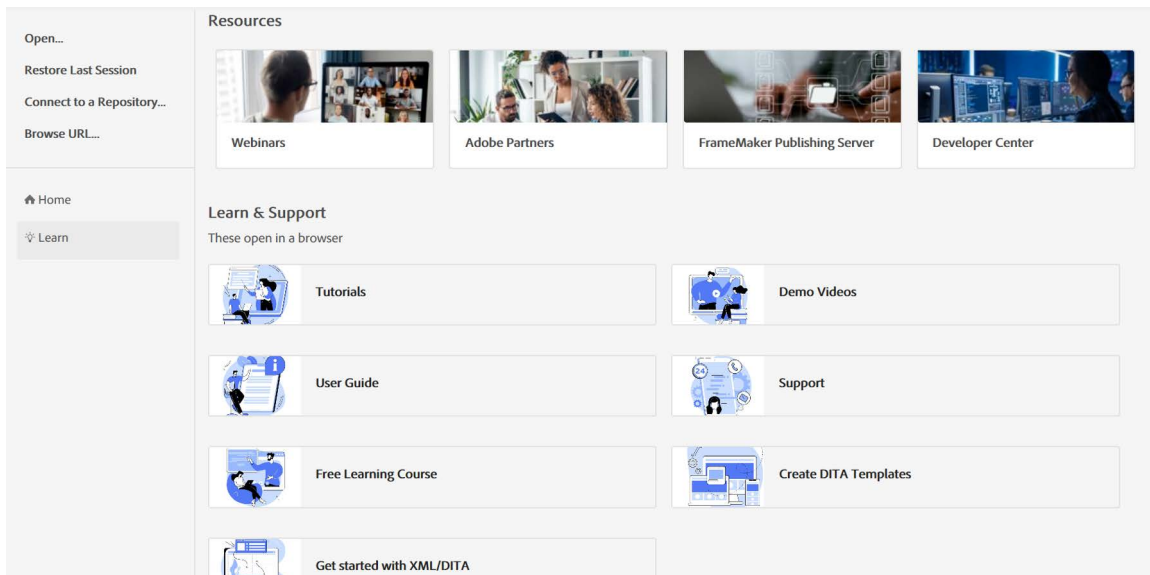 Open...
Restore Last Session
Connect to a Repository...
Browse URL...
Home
Learn
Resources
Webinars
Adobe Partners
FrameMaker Publishing Server
Developer Center
Learn & Support
These open in a browser
Tutorials
Demo Videos
User Guide
24
Support
Free Learning Course
Create DITA Templates
Get started with XML/DITA